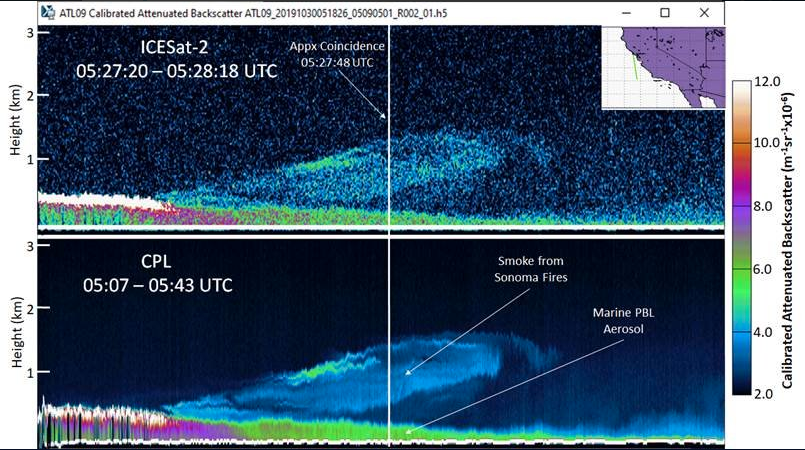 ATL09 Calibrated Attenuated Backscatter ATL09_20191030051826_05090501_R002_01.h5
ICESat-2
05:27:20 – 05:28:18 UTC
Appx Coincidence
05:27:48 UTC
Height (km)
3
2
1
CPL
05:07 – 05:43 UTC
Smoke from
Sonoma Fires
Marine PBL
Aerosol
Height (km)
3
2
1
12.0
10.0
8.0
6.0
4.0
2.0
Calibrated Attenuated Backscatter (m⁻¹sr⁻¹x10⁻⁶)